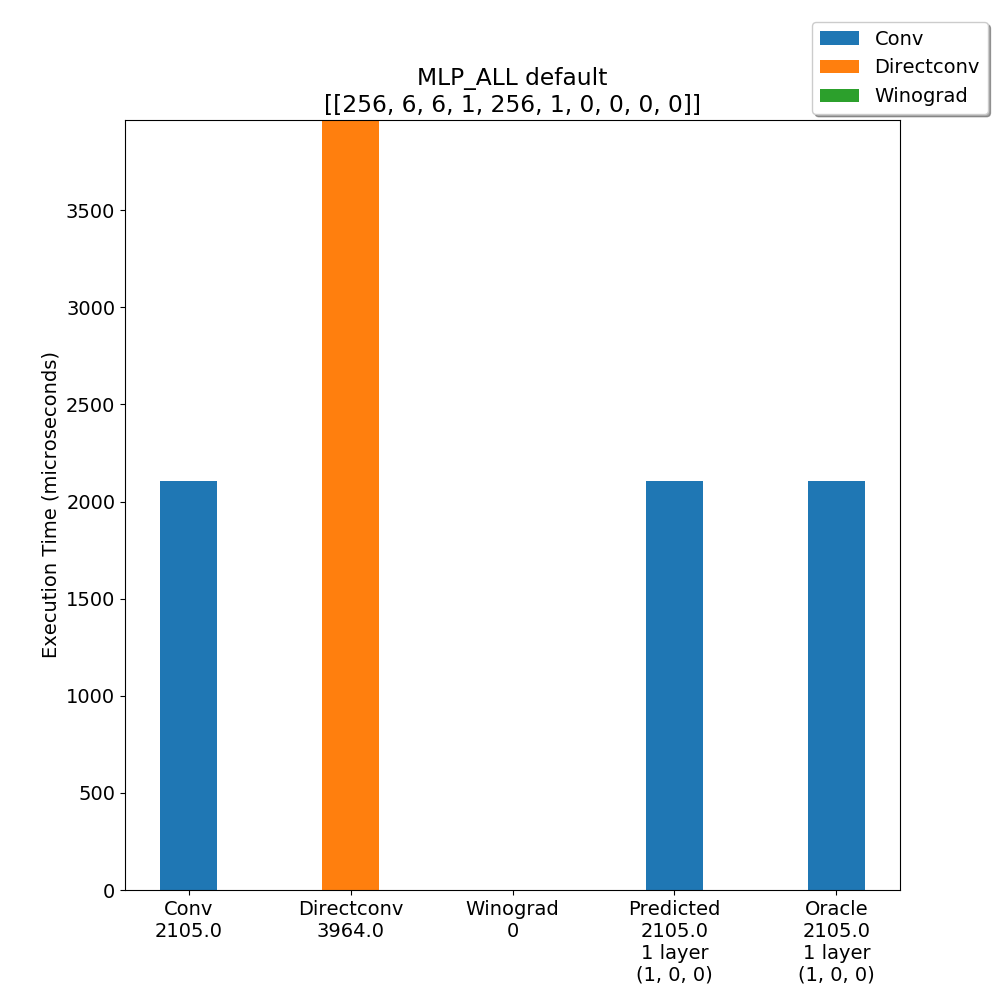 Conv
Directconv
Winograd
MLP_ALL default
[[256, 6, 6, 1, 256, 1, 0, 0, 0, 0]]
Execution Time (microseconds)
3500
3000
2500
2000
1500
1000
500
0
Conv
2105.0
Directconv
3964.0
Winograd
0
Predicted
2105.0
1 layer
(1, 0, 0)
Oracle
2105.0
1 layer
(1, 0, 0)